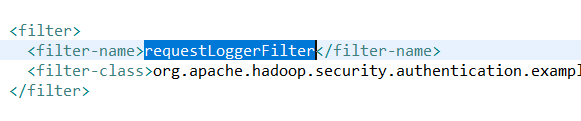 <filter>
<filter-name>requestLoggerFilter</filter-name>
<filter-class>org.apache.hadoop.security.authentication.exampl
</filter>